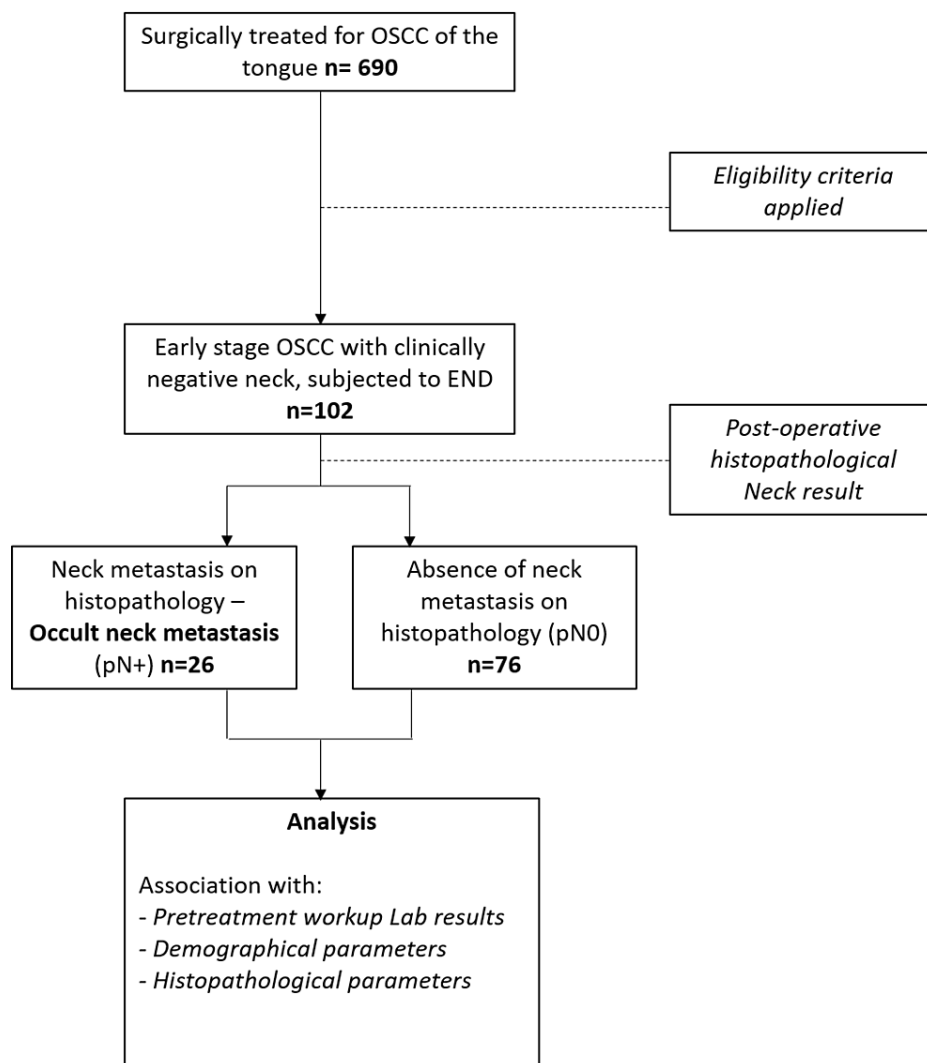 Surgically treated for OSCC of the
tongue n= 690
Eligibility criteria
applied
Early stage OSCC with clinically
negative neck, subjected to END
n=102
Post-operative
histopathological
Neck result
Neck metastasis on
histopathology –
Occult neck metastasis
(pN+) n=26
Absence of neck
metastasis on
histopathology (pN0)
n=76
Analysis
Association with:
- Pretreatment workup Lab results
- Demographical parameters
- Histopathological parameters